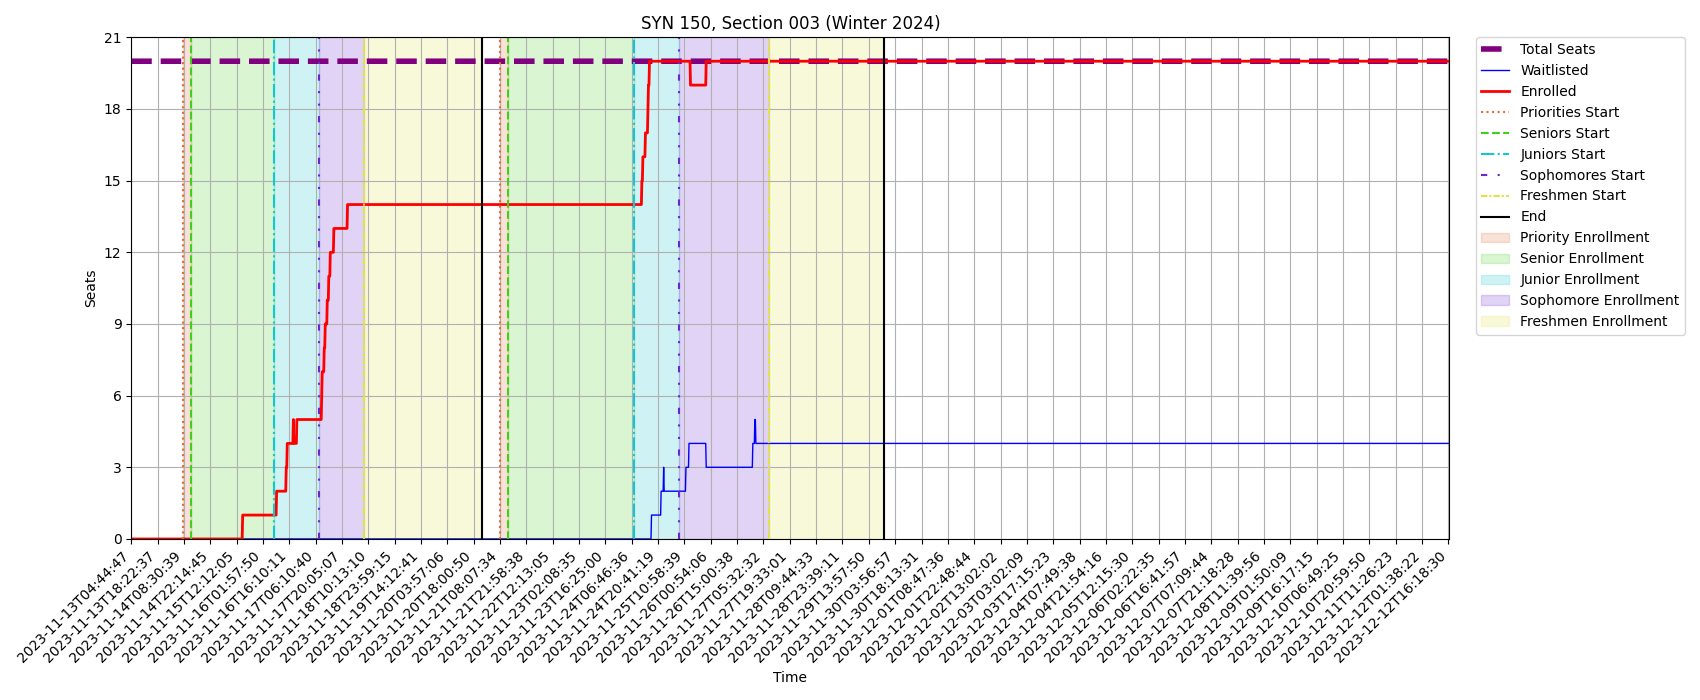 SYN 150, Section 003 (Winter 2024)
21
18
15
12
9
6
3
0
Seats
2023-11-13T04:44:47
2023-11-13T18:22:37
2023-11-14T08:30:39
2023-11-14T22:14:45
2023-11-15T12:12:05
2023-11-16T01:57:50
2023-11-16T16:10:11
2023-11-17T06:10:40
2023-11-17T20:05:07
2023-11-18T10:13:10
2023-11-18T23:59:15
2023-11-19T14:12:41
2023-11-20T03:57:06
2023-11-20T18:00:50
2023-11-21T08:07:34
2023-11-21T21:58:38
2023-11-22T12:13:05
2023-11-23T02:08:35
2023-11-23T16:25:00
2023-11-24T06:46:36
2023-11-24T20:41:19
2023-11-25T10:58:39
2023-11-26T00:54:06
2023-11-26T15:00:38
2023-11-27T05:32:32
2023-11-27T19:33:01
2023-11-28T09:44:33
2023-11-28T23:39:11
2023-11-29T13:57:50
2023-11-30T03:56:57
2023-11-30T18:13:31
2023-12-01T08:47:36
2023-12-01T22:48:44
2023-12-02T13:02:02
2023-12-03T03:02:09
2023-12-03T17:15:23
2023-12-04T07:49:38
2023-12-04T21:54:16
2023-12-05T12:15:30
2023-12-06T02:22:35
2023-12-06T16:41:57
2023-12-07T07:09:44
2023-12-07T21:18:28
2023-12-08T11:39:56
2023-12-09T01:50:09
2023-12-09T16:17:15
2023-12-10T06:49:25
2023-12-10T20:59:50
2023-12-11T11:26:23
2023-12-12T01:38:22
2023-12-12T16:18:30
Time
Total Seats
Waitlisted
Enrolled
Priorities Start
Seniors Start
Juniors Start
Sophomores Start
Freshmen Start
End
Priority Enrollment
Senior Enrollment
Junior Enrollment
Sophomore Enrollment
Freshmen Enrollment